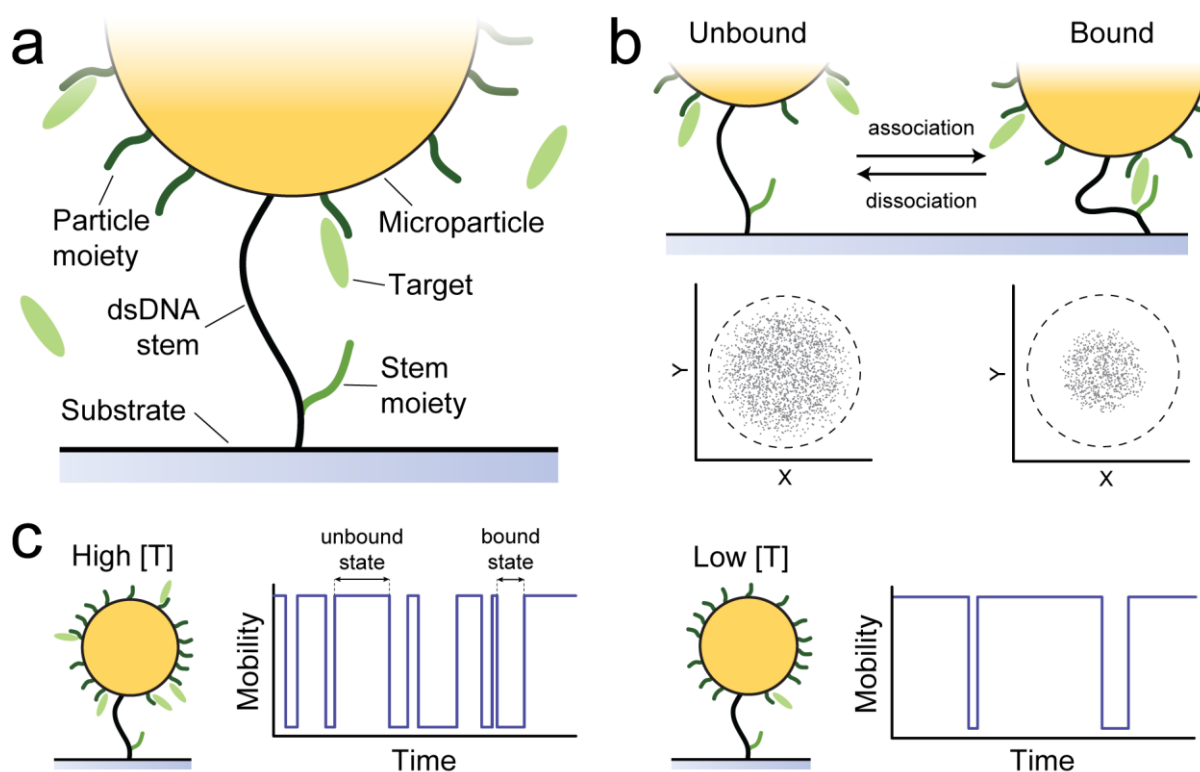 a
Particle
moiety
Microparticle
Target
dsDNA
stem
Stem
moiety
Substrate
b
Unbound
Bound
association
dissociation
Y
X
Y
X
c
High [T]
unbound
state
bound
state
Mobility
Time
Low [T]
Mobility
Time